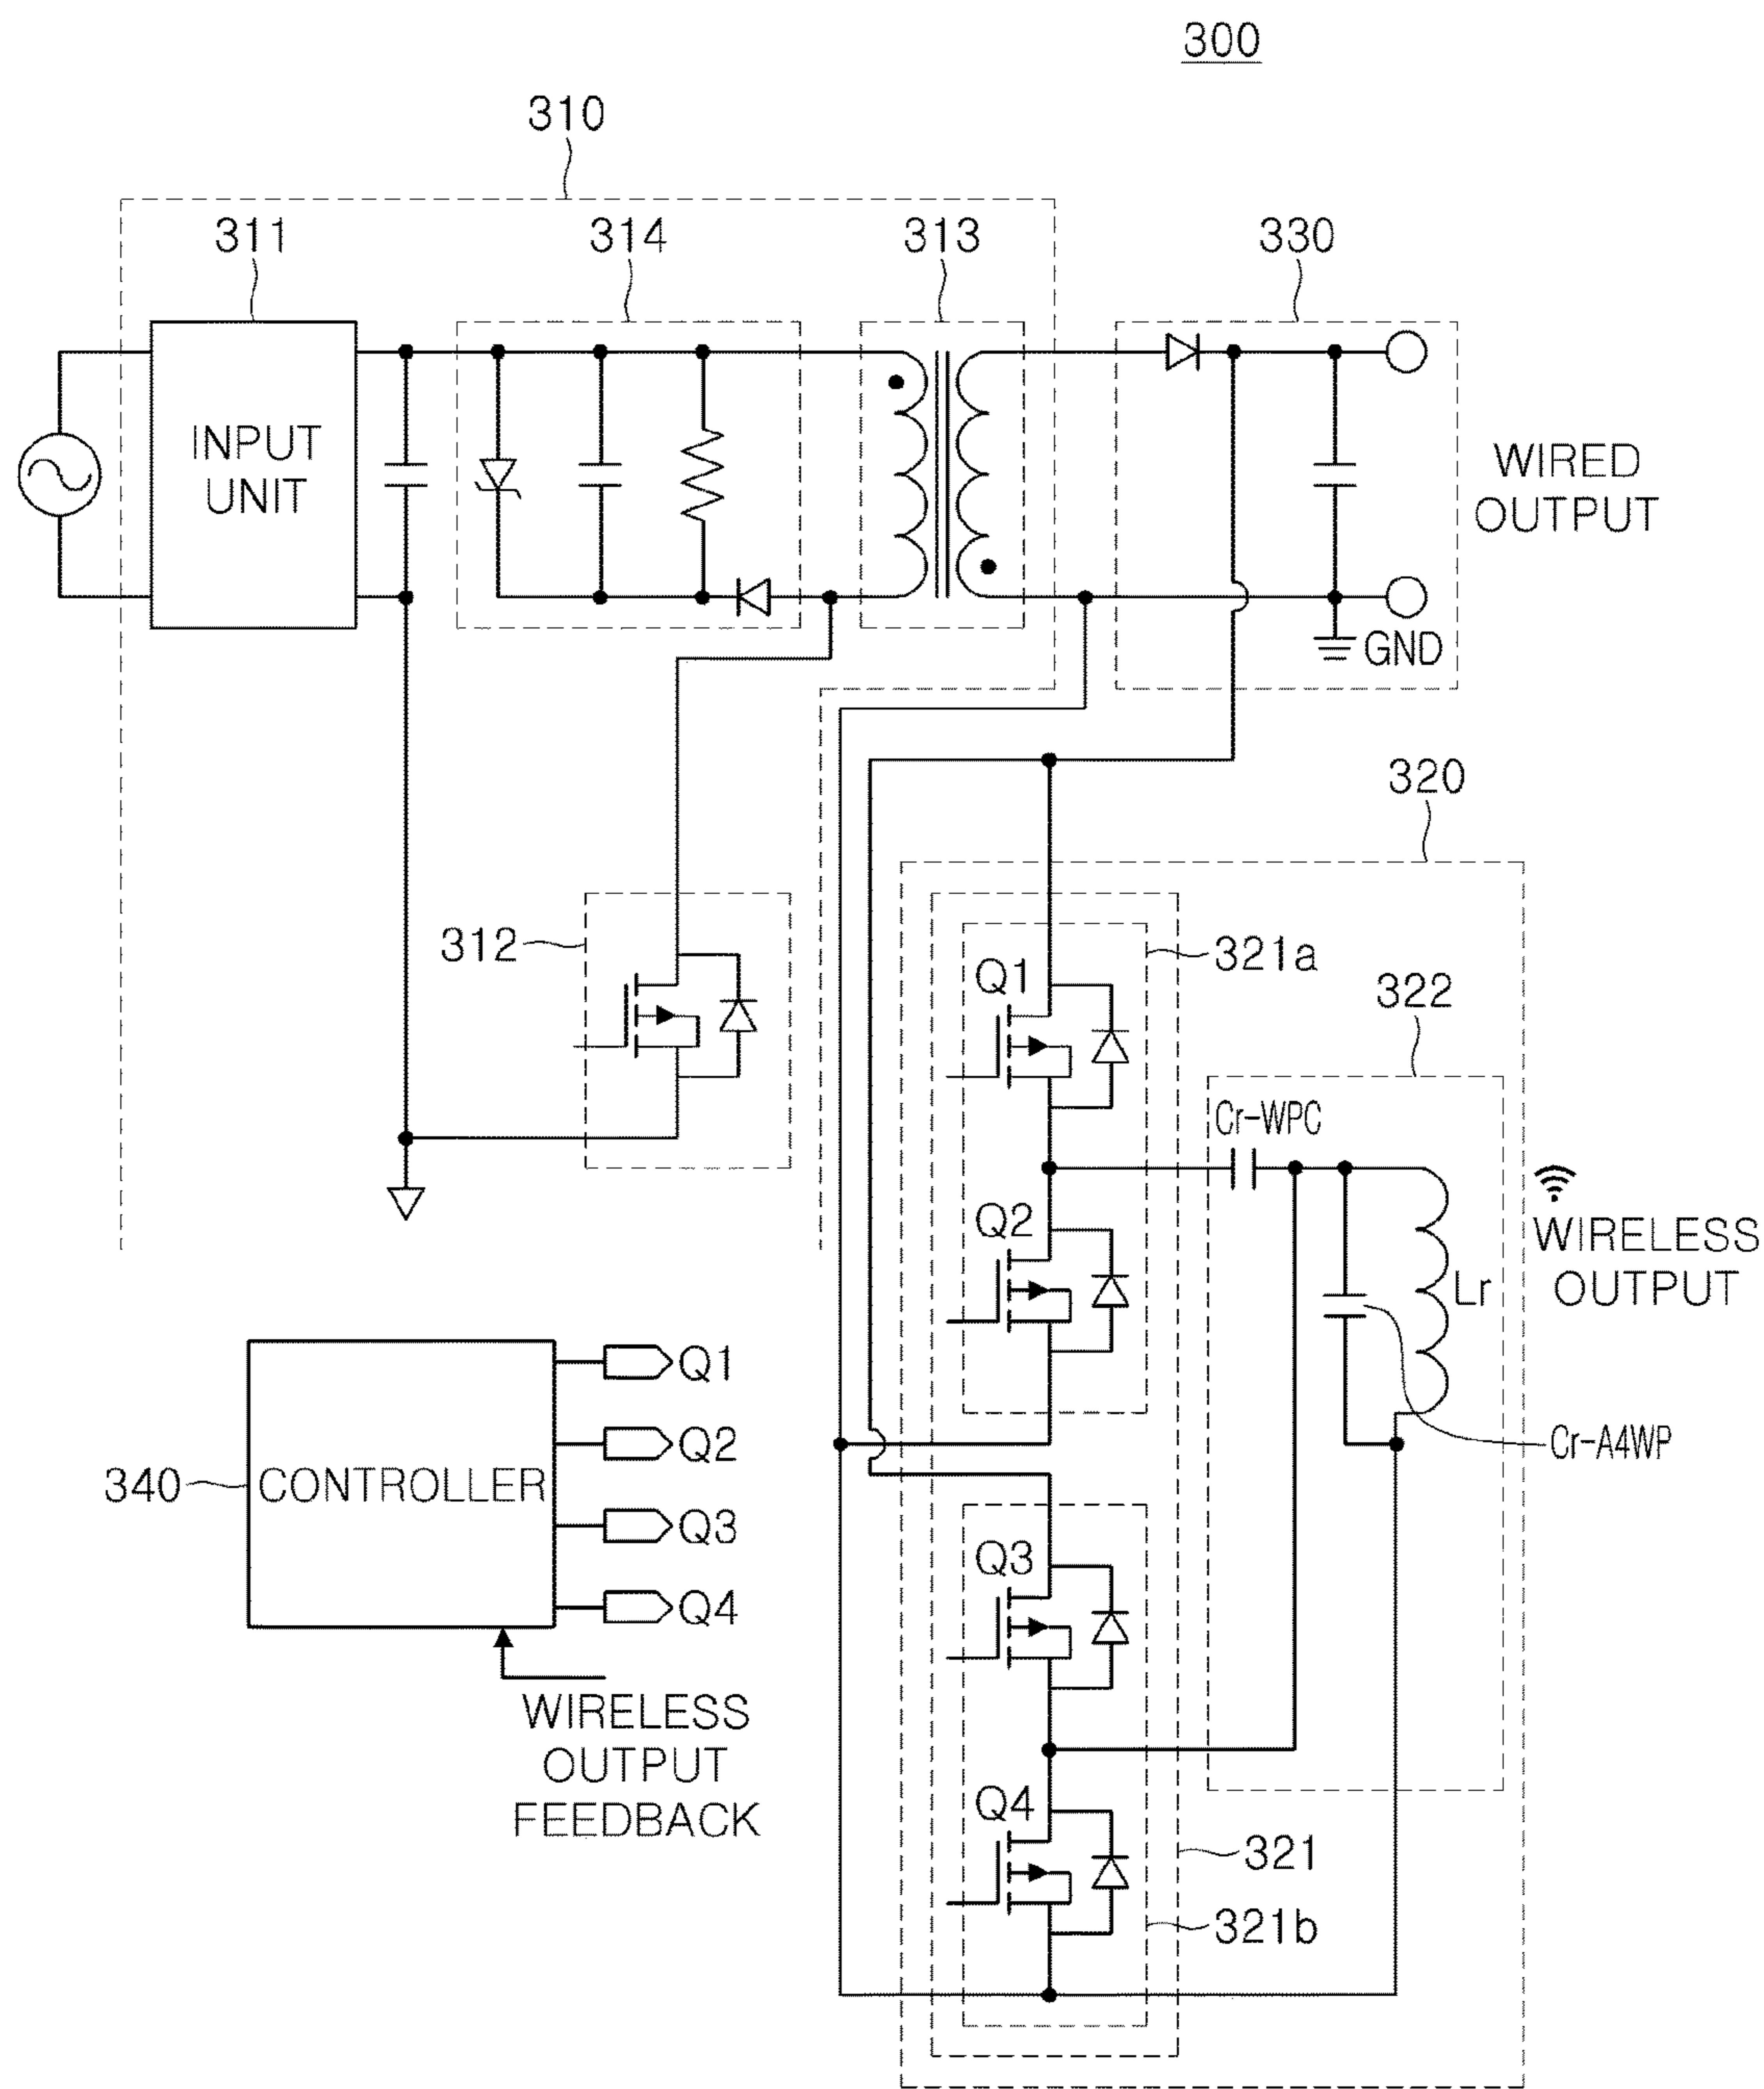 300
310
311
314
313
330
INPUT
UNIT
WIRED
OUTPUT
GND
320
312
321a
Q1
322
Cr-WPC
Q2
WIRELESS
OUTPUT
Lr
Q1
Q2
Cr-A4WP
340
CONTROLLER
Q3
Q3
Q4
WIRELESS
OUTPUT
FEEDBACK
Q4
321
321b